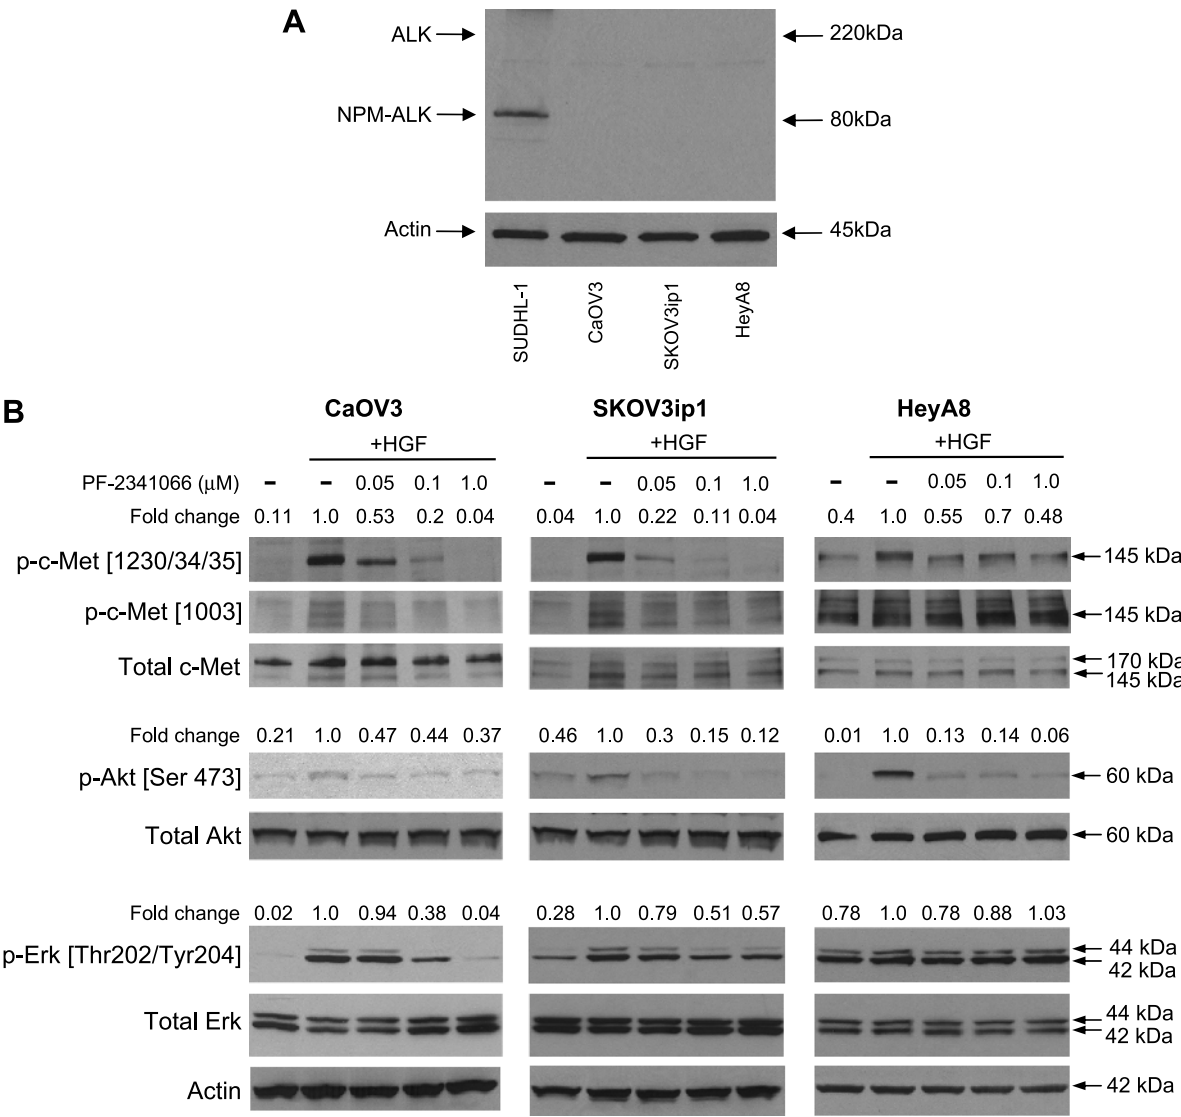 A
ALK 220kDa
NPM-ALK 80kDa
Actin 45kDa
SUDHL-1 CaOV3 SKOV3ip1 HeyA8
B
CaOV3 SKOV3ip1 HeyA8
+HGF +HGF +HGF
PF-2341066 (μM) – – 0.05 0.1 1.0 – – 0.05 0.1 1.0 – – 0.05 0.1 1.0
Fold change 0.11 1.0 0.53 0.2 0.04 0.04 1.0 0.22 0.11 0.04 0.4 1.0 0.55 0.7 0.48
p-c-Met [1230/34/35] 145 kDa
p-c-Met [1003] 145 kDa
Total c-Met 170 kDa
145 kDa
Fold change 0.21 1.0 0.47 0.44 0.37 0.46 1.0 0.3 0.15 0.12 0.01 1.0 0.13 0.14 0.06
p-Akt [Ser 473] 60 kDa
Total Akt 60 kDa
Fold change 0.02 1.0 0.94 0.38 0.04 0.28 1.0 0.79 0.51 0.57 0.78 1.0 0.78 0.88 1.03
p-Erk [Thr202/Tyr204] 44 kDa
42 kDa
Total Erk 44 kDa
42 kDa
Actin 42 kDa